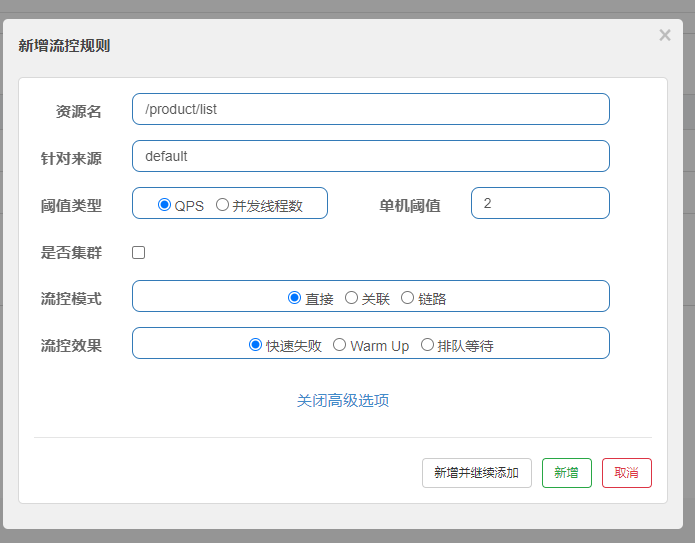 新增流控规则
×
资源名 /product/list
针对来源 default
阈值类型 QPS 并发线程数 单机阈值 2
是否集群
流控模式 直接 关联 链路
流控效果 快速失败 Warm Up 排队等待
关闭高级选项
新增并继续添加 新增 取消